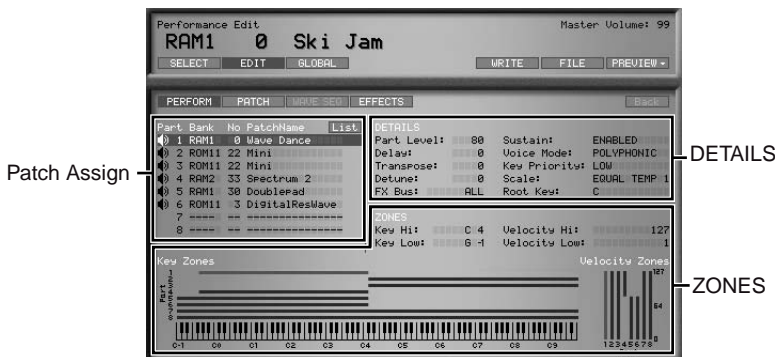 Performance Edit Master Volume: 99
RAM1 0 Ski Jam
SELECT EDIT GLOBAL WRITE FILE PREVIEW
PERFORM PATCH WAVE SEQ EFFECTS Back
Part Bank No PatchName List
1 RAM1 0 Wave Dance
2 ROM11 22 Mini
3 ROM11 22 Mini
4 RAM2 33 Spectrum 2
5 RAM1 30 Doublepad
6 ROM11 3 DigitalResWave
7 ---- -- --------------
8 ---- -- --------------
Patch Assign
DETAILS
Part Level: 80 Sustain: ENABLED
Delay: 0 Voice Mode: POLYPHONIC
Transpose: 0 Key Priority: LOW
Detune: 0 Scale: EQUAL TEMP 1
FX Bus: ALL Root Key: C
DETAILS
ZONES
Key Hi: C 4 Velocity Hi: 127
Key Low: G -1 Velocity Low: 1
Key Zones Velocity Zones
ZONES
Part
127
64
0
C-1 C0 C1 C2 C3 C4 C5 C6 C7 C8 C9
12345678